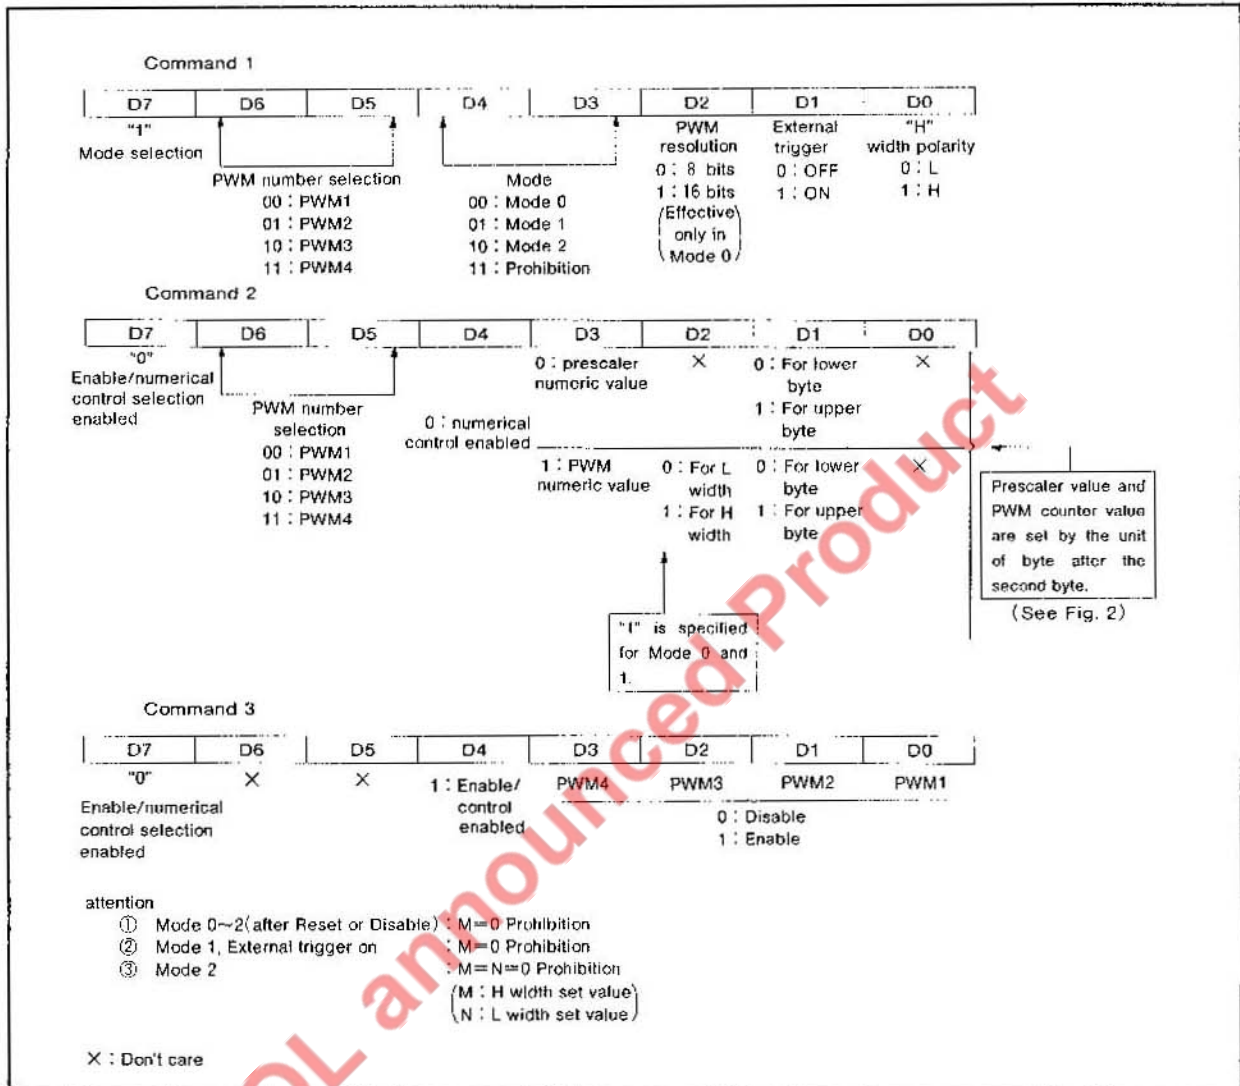 Command 1
D7 D6 D5 D4 D3 D2 D1 D0
"1"
Mode selection
PWM number selection
00 : PWM1
01 : PWM2
10 : PWM3
11 : PWM4
Mode
00 : Mode 0
01 : Mode 1
10 : Mode 2
11 : Prohibition
PWM
resolution
0 : 8 bits
1 : 16 bits
(Effective
only in
Mode 0)
External
trigger
0 : OFF
1 : ON
"H"
width polarity
0 : L
1 : H
Command 2
D7 D6 D5 D4 D3 D2 D1 D0
"0"
Enable/numerical
control selection
enabled
PWM number
selection
00 : PWM1
01 : PWM2
10 : PWM3
11 : PWM4
0 : numerical
control enabled
0 : prescaler
numeric value
×
0 : For lower
byte
1 : For upper
byte
×
1 : PWM
numeric value
0 : For L
width
1 : For H
width
0 : For lower
byte
1 : For upper
byte
×
Prescaler value and
PWM counter value
are set by the unit
of byte after the
second byte.
(See Fig. 2)
"1" is specified
for Mode 0 and
1.
Command 3
D7 D6 D5 D4 D3 D2 D1 D0
"0"
Enable/numerical
control selection
enabled
×
×
1 : Enable/
control
enabled
PWM4 PWM3 PWM2 PWM1
0 : Disable
1 : Enable
attention
① Mode 0~2(after Reset or Disable) : M=0 Prohibition
② Mode 1, External trigger on : M=0 Prohibition
③ Mode 2 : M=N=0 Prohibition
(M : H width set value
N : L width set value)
× : Don't care
OL announced Product